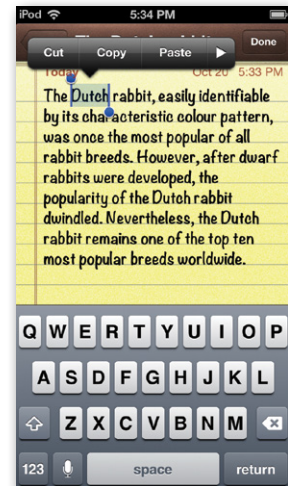 iPod 5:34 PM
Done
Cut Copy Paste
Today Oct 20 5:33 PM
The Dutch rabbit, easily identifiable
by its characteristic colour pattern,
was once the most popular of all
rabbit breeds. However, after dwarf
rabbits were developed, the
popularity of the Dutch rabbit
dwindled. Nevertheless, the Dutch
rabbit remains one of the top ten
most popular breeds worldwide.
Q W E R T Y U I O P
A S D F G H J K L
Z X C V B N M
123 space return